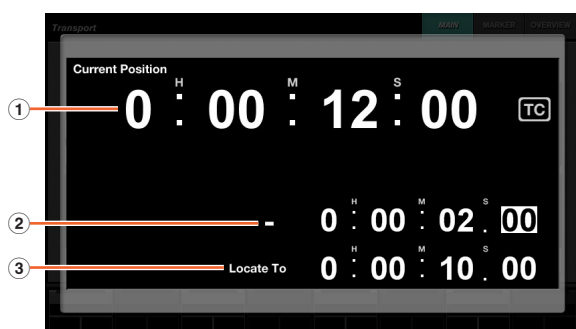 Transport MAIN MARKER OVERVIEW
Current Position
H M S
1 0 : 00 : 12 : 00 TC
H M S
2 - 0 : 00 : 02 . 00
H M S
3 Locate To 0 : 00 : 10 . 00